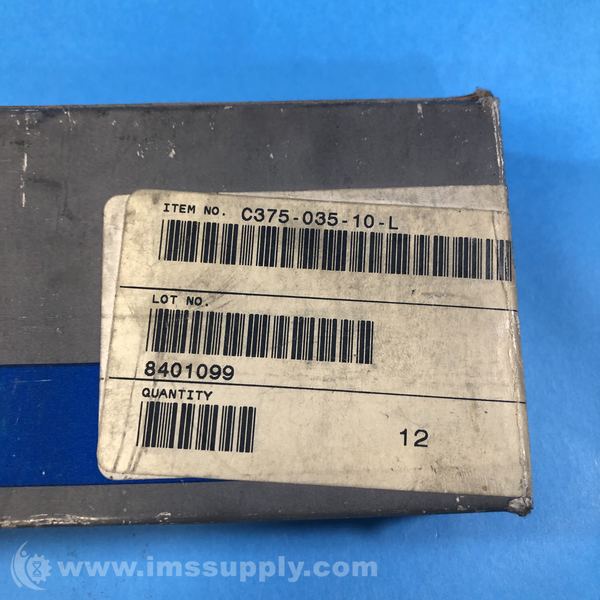 ITEM NO. C375-035-10-L
LOT NO.
8401099
QUANTITY
12
www.imssupply.com